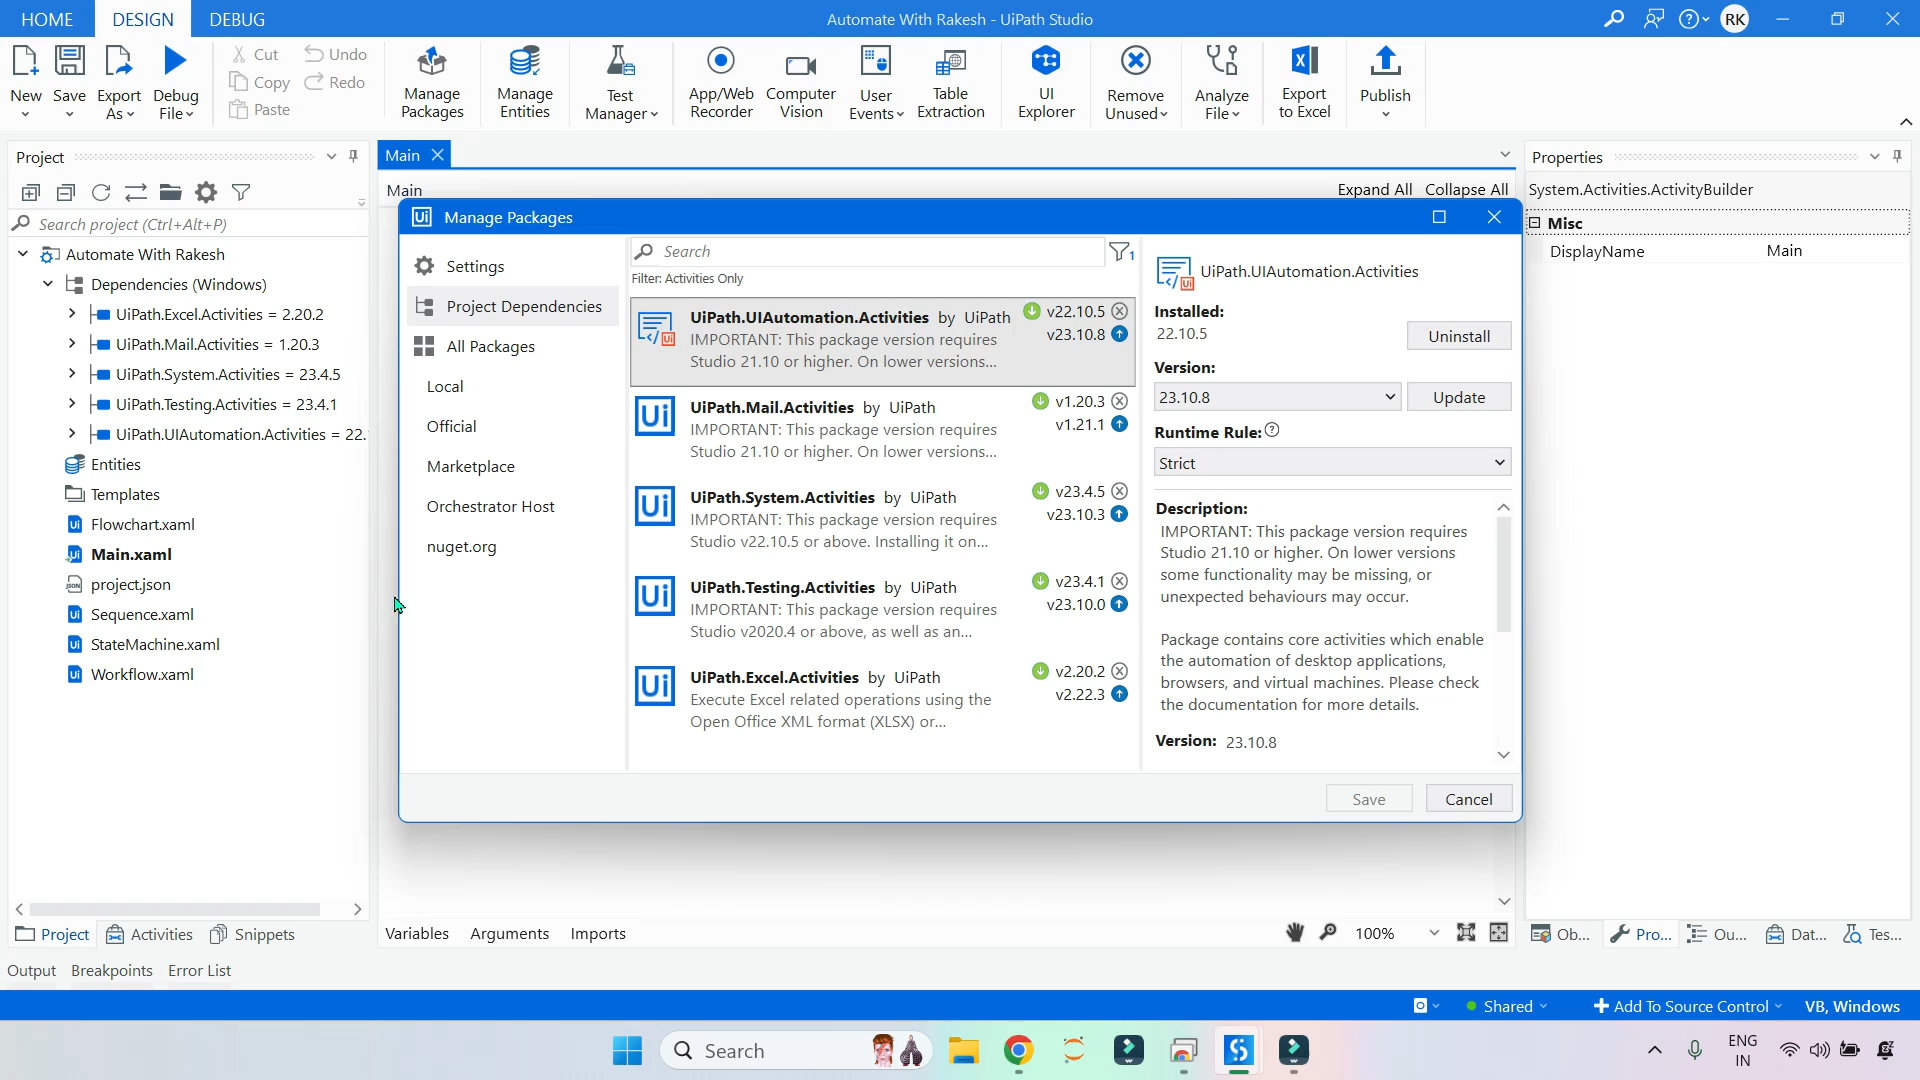 HOME DESIGN DEBUG Automate With Rakesh - UiPath Studio RK
New Save Export As Debug File Cut Copy Paste Undo Redo Manage Packages Manage Entities Test Manager App/Web Recorder Computer Vision User Events Table Extraction UI Explorer Remove Unused Analyze File Export to Excel Publish
Project
Search project (Ctrl+Alt+P)
Automate With Rakesh
Dependencies (Windows)
UiPath.Excel.Activities = 2.20.2
UiPath.Mail.Activities = 1.20.3
UiPath.System.Activities = 23.4.5
UiPath.Testing.Activities = 23.4.1
UiPath.UIAutomation.Activities = 22.
Entities
Templates
Flowchart.xaml
Main.xaml
project.json
Sequence.xaml
StateMachine.xaml
Workflow.xaml
Project Activities Snippets
Main
Main Expand All Collapse All
Manage Packages
Settings
Project Dependencies
All Packages
Local
Official
Marketplace
Orchestrator Host
nuget.org
Search
Filter: Activities Only
UiPath.UIAutomation.Activities by UiPath v22.10.5
IMPORTANT: This package version requires v23.10.8
Studio 21.10 or higher. On lower versions...
UiPath.Mail.Activities by UiPath v1.20.3
IMPORTANT: This package version requires v1.21.1
Studio 21.10 or higher. On lower versions...
UiPath.System.Activities by UiPath v23.4.5
IMPORTANT: This package version requires v23.10.3
Studio v22.10.5 or above. Installing it on...
UiPath.Testing.Activities by UiPath v23.4.1
IMPORTANT: This package version requires v23.10.0
Studio v2020.4 or above, as well as an...
UiPath.Excel.Activities by UiPath v2.20.2
Execute Excel related operations using the v2.22.3
Open Office XML format (XLSX) or...
UiPath.UIAutomation.Activities
Installed:
22.10.5 Uninstall
Version:
23.10.8 Update
Runtime Rule:
Strict
Description:
IMPORTANT: This package version requires
Studio 21.10 or higher. On lower versions
some functionality may be missing, or
unexpected behaviours may occur.
Package contains core activities which enable
the automation of desktop applications,
browsers, and virtual machines. Please check
the documentation for more details.
Version: 23.10.8
Save Cancel
Variables Arguments Imports 100%
Properties
System.Activities.ActivityBuilder
Misc
DisplayName Main
Ob... Pro... Ou... Dat... Tes...
Output Breakpoints Error List
Shared Add To Source Control VB, Windows
Search ENG
IN